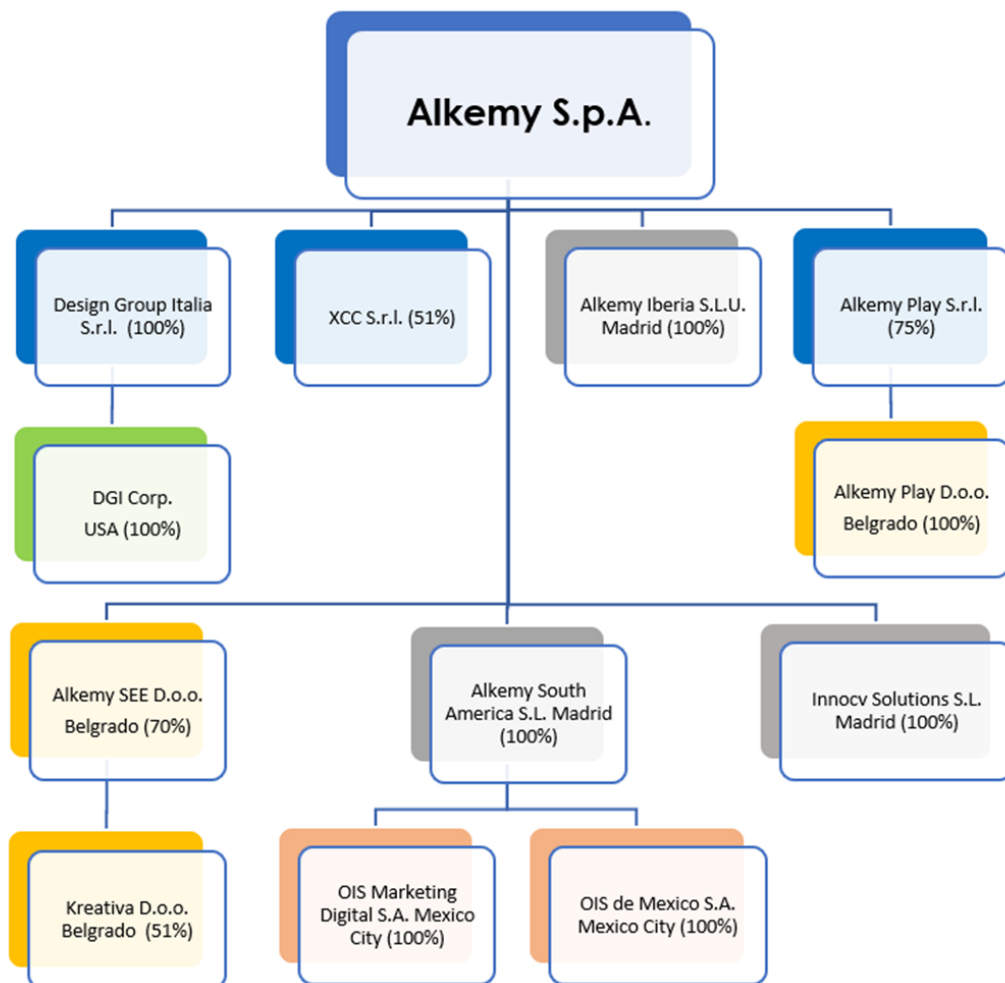 Alkemy S.p.A.
Design Group Italia
S.r.l. (100%)
XCC S.r.l. (51%)
Alkemy Iberia S.L.U.
Madrid (100%)
Alkemy Play S.r.l.
(75%)
DGI Corp.
USA (100%)
Alkemy Play D.o.o.
Belgrado (100%)
Alkemy SEE D.o.o.
Belgrado (70%)
Alkemy South
America S.L. Madrid
(100%)
Innocv Solutions S.L.
Madrid (100%)
Kreativa D.o.o.
Belgrado (51%)
OIS Marketing
Digital S.A. Mexico
City (100%)
OIS de Mexico S.A.
Mexico City (100%)